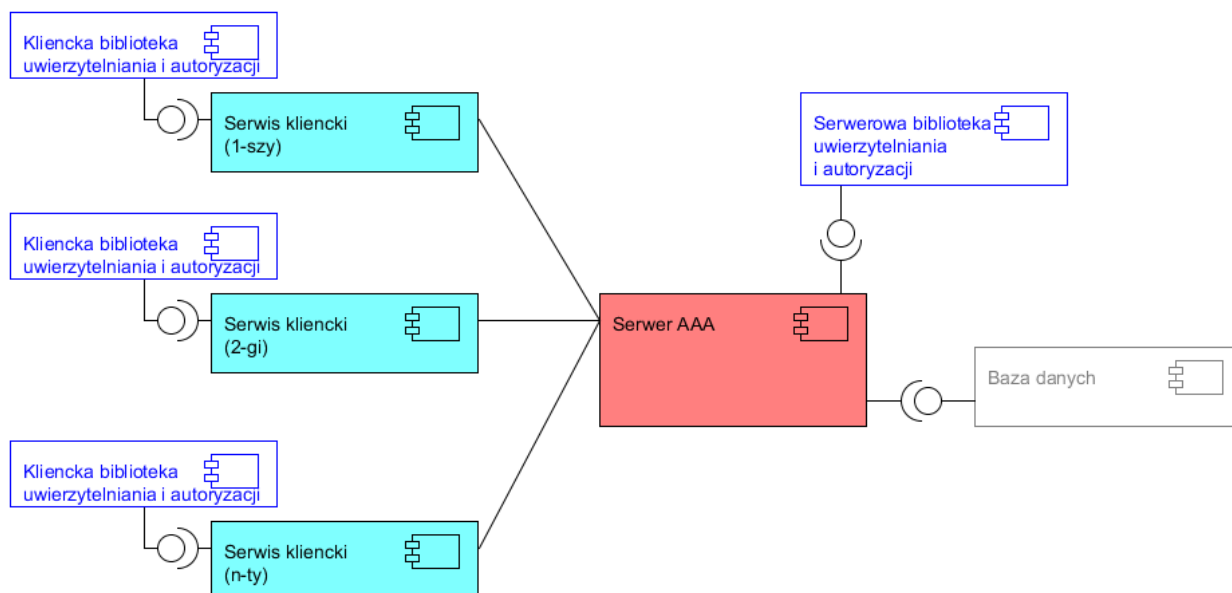 Kliencka biblioteka
uwierzytelniania i autoryzacji
Serwis kliencki
(1-szy)
Serwerowa biblioteka
uwierzytelniania
i autoryzacji
Kliencka biblioteka
uwierzytelniania i autoryzacji
Serwis kliencki
(2-gi)
Serwer AAA
Baza danych
Kliencka biblioteka
uwierzytelniania i autoryzacji
Serwis kliencki
(n-ty)